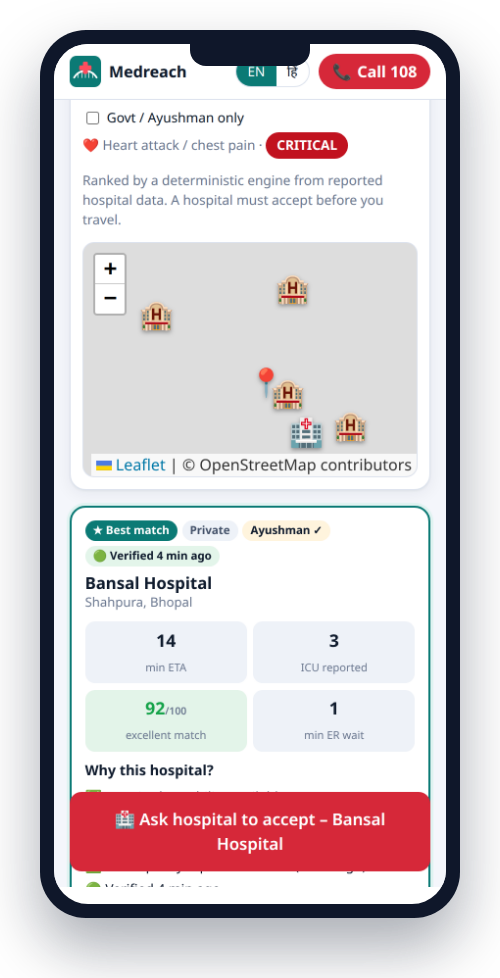 Medreach
EN
हिं
📞 Call 108
Govt / Ayushman only
❤️ Heart attack / chest pain · CRITICAL
Ranked by a deterministic engine from reported
hospital data. A hospital must accept before you
travel.
+
−
Leaflet | © OpenStreetMap contributors
★ Best match
Private
Ayushman ✓
🟢 Verified 4 min ago
Bansal Hospital
Shahpura, Bhopal
14
min ETA
3
ICU reported
92/100
excellent match
1
min ER wait
Why this hospital?
🏥 Ask hospital to accept – Bansal
Hospital
🟢 Verified 4 min ago